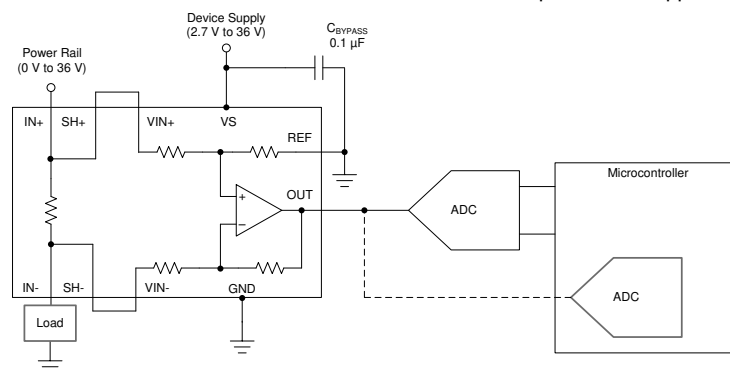 Device Supply
(2.7 V to 36 V)
CBYPASS
0.1 µF
Power Rail
(0 V to 36 V)
IN+ SH+ VIN+ VS
REF
OUT
Microcontroller
ADC
ADC
IN- SH- VIN- GND
Load